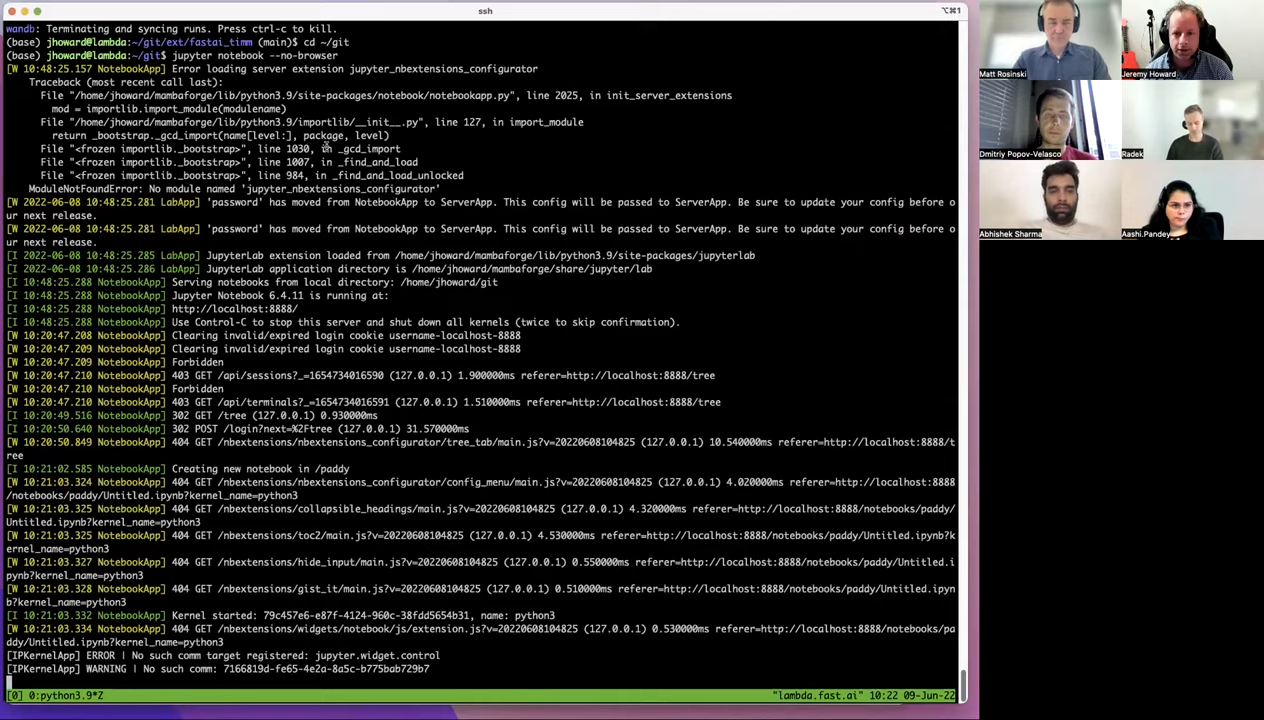 ssh
⌥⌘1
wandb: Terminating and syncing runs. Press ctrl-c to kill.
(base) jhoward@lambda:~/git/ext/fastai_timm (main)$ cd ~/git
(base) jhoward@lambda:~/git$ jupyter notebook --no-browser
[W 10:48:25.157 NotebookApp] Error loading server extension jupyter_nbextensions_configurator
Traceback (most recent call last):
File "/home/jhoward/mambaforge/lib/python3.9/site-packages/notebook/notebookapp.py", line 2025, in init_server_extensions
mod = importlib.import_module(modulename)
File "/home/jhoward/mambaforge/lib/python3.9/importlib/__init__.py", line 127, in import_module
return _bootstrap._gcd_import(name[level:], package, level)
File "<frozen importlib._bootstrap>", line 1030, in _gcd_import
File "<frozen importlib._bootstrap>", line 1007, in _find_and_load
File "<frozen importlib._bootstrap>", line 984, in _find_and_load_unlocked
ModuleNotFoundError: No module named 'jupyter_nbextensions_configurator'
[W 2022-06-08 10:48:25.281 LabApp] 'password' has moved from NotebookApp to ServerApp. This config will be passed to ServerApp. Be sure to update your config before o
ur next release.
[W 2022-06-08 10:48:25.281 LabApp] 'password' has moved from NotebookApp to ServerApp. This config will be passed to ServerApp. Be sure to update your config before o
ur next release.
[I 2022-06-08 10:48:25.285 LabApp] JupyterLab extension loaded from /home/jhoward/mambaforge/lib/python3.9/site-packages/jupyterlab
[I 2022-06-08 10:48:25.286 LabApp] JupyterLab application directory is /home/jhoward/mambaforge/share/jupyter/lab
[I 10:48:25.288 NotebookApp] Serving notebooks from local directory: /home/jhoward/git
[I 10:48:25.288 NotebookApp] Jupyter Notebook 6.4.11 is running at:
[I 10:48:25.288 NotebookApp] http://localhost:8888/
[I 10:48:25.288 NotebookApp] Use Control-C to stop this server and shut down all kernels (twice to skip confirmation).
[W 10:20:47.208 NotebookApp] Clearing invalid/expired login cookie username-localhost-8888
[W 10:20:47.209 NotebookApp] Clearing invalid/expired login cookie username-localhost-8888
[W 10:20:47.209 NotebookApp] Forbidden
[W 10:20:47.210 NotebookApp] 403 GET /api/sessions?_=1654734016590 (127.0.0.1) 1.900000ms referer=http://localhost:8888/tree
[W 10:20:47.210 NotebookApp] Forbidden
[W 10:20:47.210 NotebookApp] 403 GET /api/terminals?_=1654734016591 (127.0.0.1) 1.510000ms referer=http://localhost:8888/tree
[I 10:20:49.516 NotebookApp] 302 GET /tree (127.0.0.1) 0.930000ms
[I 10:20:50.640 NotebookApp] 302 POST /login?next=%2Ftree (127.0.0.1) 31.570000ms
[W 10:20:50.849 NotebookApp] 404 GET /nbextensions/nbextensions_configurator/tree_tab/main.js?v=20220608104825 (127.0.0.1) 10.540000ms referer=http://localhost:8888/t
ree
[I 10:21:02.585 NotebookApp] Creating new notebook in /paddy
[W 10:21:03.324 NotebookApp] 404 GET /nbextensions/nbextensions_configurator/config_menu/main.js?v=20220608104825 (127.0.0.1) 4.020000ms referer=http://localhost:8888
/notebooks/paddy/Untitled.ipynb?kernel_name=python3
[W 10:21:03.325 NotebookApp] 404 GET /nbextensions/collapsible_headings/main.js?v=20220608104825 (127.0.0.1) 4.320000ms referer=http://localhost:8888/notebooks/paddy/
Untitled.ipynb?kernel_name=python3
[W 10:21:03.325 NotebookApp] 404 GET /nbextensions/toc2/main.js?v=20220608104825 (127.0.0.1) 4.530000ms referer=http://localhost:8888/notebooks/paddy/Untitled.ipynb?k
ernel_name=python3
[W 10:21:03.327 NotebookApp] 404 GET /nbextensions/hide_input/main.js?v=20220608104825 (127.0.0.1) 0.550000ms referer=http://localhost:8888/notebooks/paddy/Untitled.i
pynb?kernel_name=python3
[W 10:21:03.328 NotebookApp] 404 GET /nbextensions/gist_it/main.js?v=20220608104825 (127.0.0.1) 0.510000ms referer=http://localhost:8888/notebooks/paddy/Untitled.ipyn
b?kernel_name=python3
[I 10:21:03.332 NotebookApp] Kernel started: 79c457e6-e87f-4124-960c-38fdd5654b31, name: python3
[W 10:21:03.334 NotebookApp] 404 GET /nbextensions/widgets/notebook/js/extension.js?v=20220608104825 (127.0.0.1) 0.530000ms referer=http://localhost:8888/notebooks/pa
ddy/Untitled.ipynb?kernel_name=python3
[IPKernelApp] ERROR | No such comm target registered: jupyter.widget.control
[IPKernelApp] WARNING | No such comm: 7166819d-fe65-4e2a-8a5c-b775bab729b7
[0] 0:python3.9*Z
"lambda.fast.ai" 10:22 09-Jun-22
Matt Rosinski
Jeremy Howard
Dmitriy Popov-Velasco
Radek
Abhishek Sharma
Aashi.Pandey